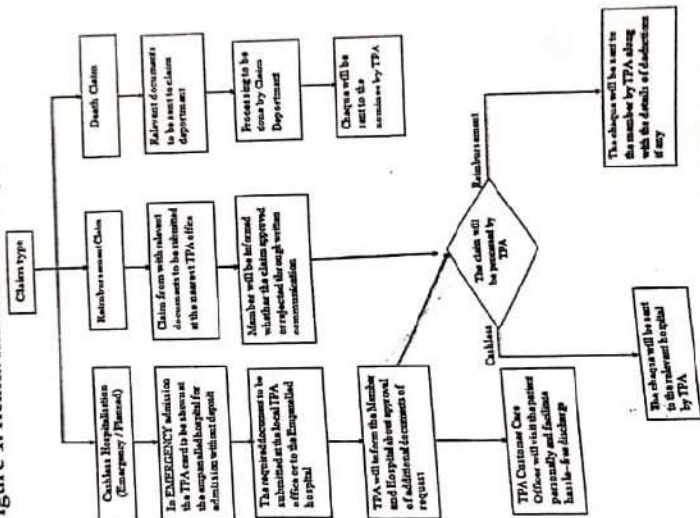 igure 1. Health
Claim type
Cashless Hospitalisation
(Emergency / Planned)
In EMERGENCY admission
the TPA card to be shown at
the empanelled hospital for
admission without deposit
The required document to be
submitted at the local TPA
office or to the Empanelled
hospital
TPA will inform the Member
and Hospital about approval
of additional documents of
request
TPA Customer Care
Officer will visit the patient
personally and facilitate
hassle-free discharge
Reimbursement Claim
Claim from with relevant
documents to be submitted
at the nearest TPA office
Member will be informed
whether the claim approved
or rejected through written
communication
Death Claim
Relevant documents
to be sent to claim
department
Processing to be
done by Claim
Department
Cheque will be
sent to the
nominee by TPA
The claim will
be processed by
TPA
Cashless
Reimbursement
The cheque will be sent
to the relevant hospital
by TPA
The cheque will be sent to
the member by TPA along
with the details of deductions
if any